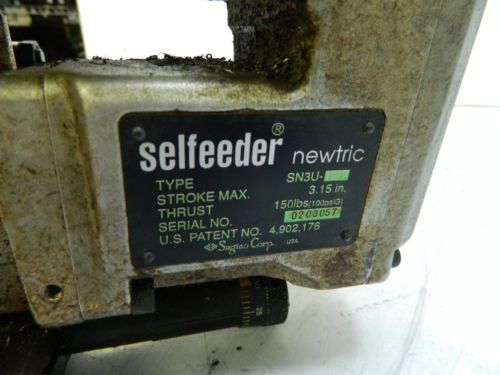 selfeeder® newtric
TYPE SN3U-
STROKE MAX. 3.15 in.
THRUST 150lbs(100psiG)
SERIAL NO. 0208057
U.S. PATENT NO. 4,902,176
Sugino Corp. USA
25